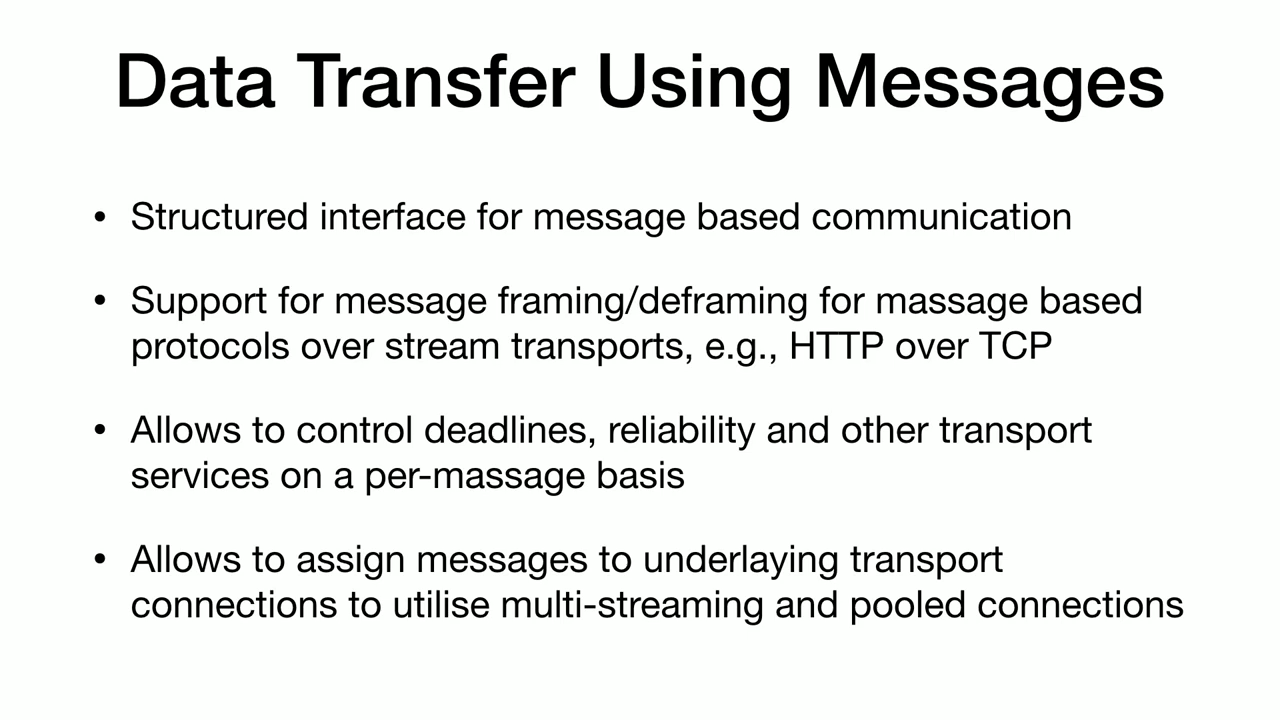 Data Transfer Using Messages
• Structured interface for message based communication
• Support for message framing/deframing for massage based
protocols over stream transports, e.g., HTTP over TCP
• Allows to control deadlines, reliability and other transport
services on a per-massage basis
• Allows to assign messages to underlaying transport
connections to utilise multi-streaming and pooled connections